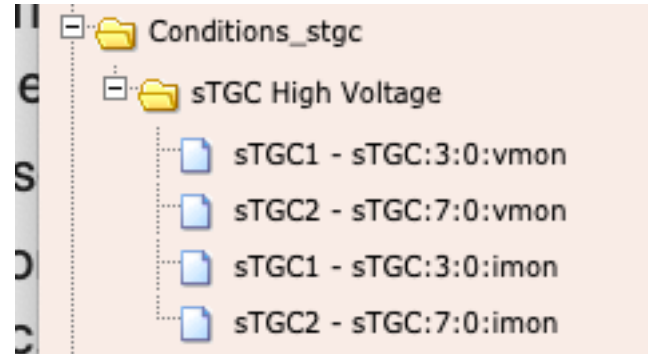 Conditions_stgc
sTGC High Voltage
sTGC1 - sTGC:3:0:vmon
sTGC2 - sTGC:7:0:vmon
sTGC1 - sTGC:3:0:imon
sTGC2 - sTGC:7:0:imon